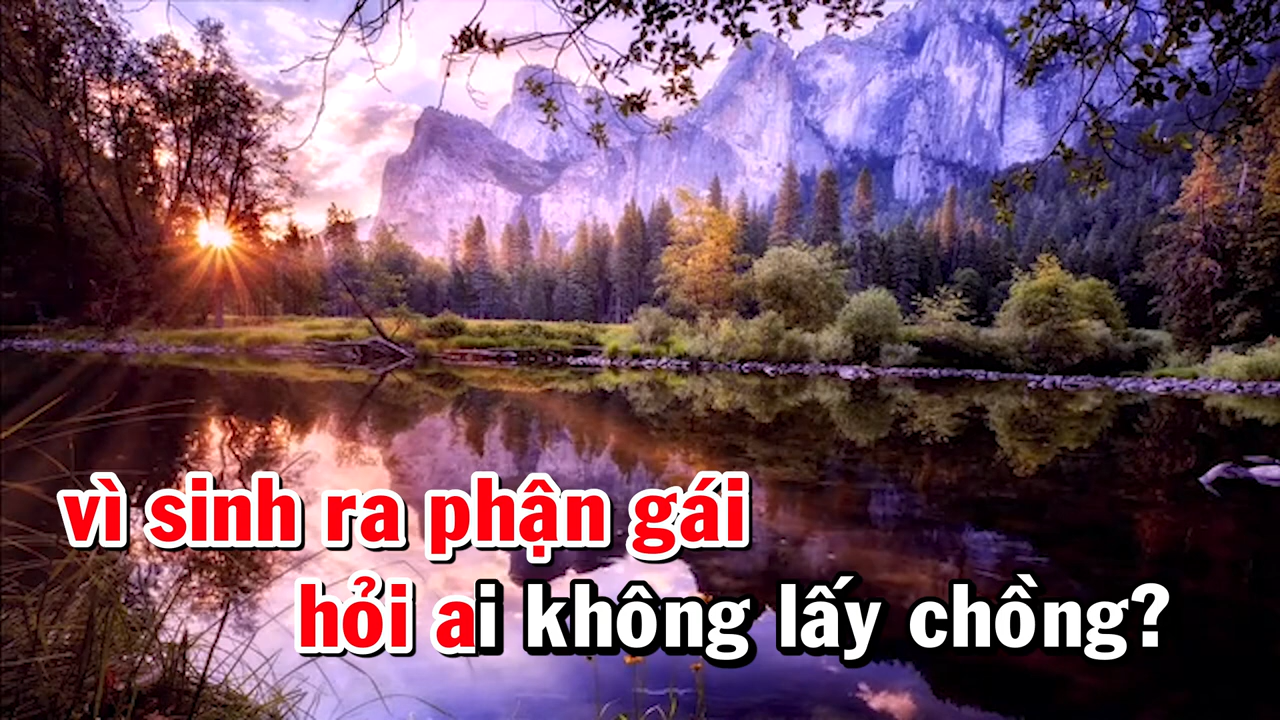 vì sinh ra phận gái
hỏi ai không lấy chồng?